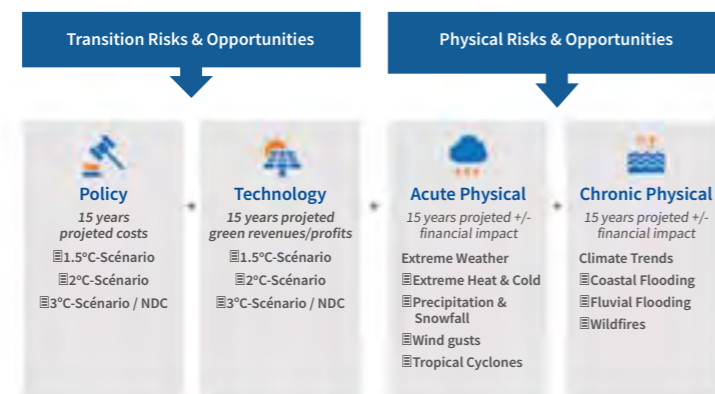 Transition Risks & Opportunities
Physical Risks & Opportunities
Policy
15 years
projeted costs
1.5°C-Scénario
2°C-Scénario
3°C-Scénario / NDC
Technology
15 years projeted
green revenues/profits
1.5°C-Scénario
2°C-Scénario
3°C-Scénario / NDC
Acute Physical
15 years projeted +/-
financial impact
Extreme Weather
Extreme Heat & Cold
Precipitation &
Snowfall
Wind gusts
Tropical Cyclones
Chronic Physical
15 years projeted +/-
financial impact
Climate Trends
Coastal Flooding
Fluvial Flooding
Wildfires